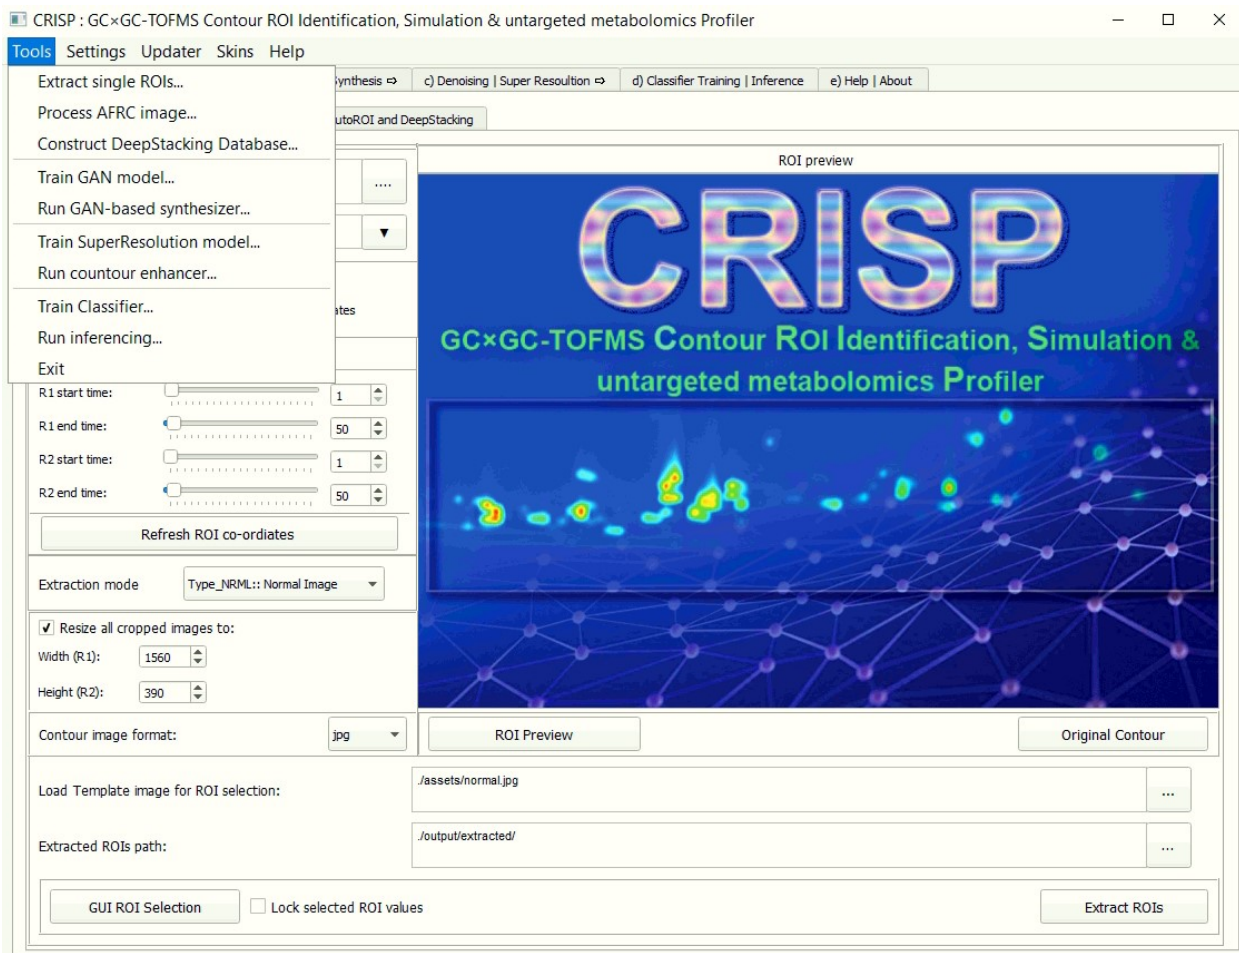 CRISP : GC×GC-TOFMS Contour ROI Identification, Simulation & untargeted metabolomics Profiler
Tools Settings Updater Skins Help
Extract single ROIs...
Process AFRC image...
Construct DeepStacking Database...
Train GAN model...
Run GAN-based synthesizer...
Train SuperResolution model...
Run countour enhancer...
Train Classifier...
Run inferencing...
Exit
c) Denoising | Super Resoultion ⇨ d) Classifier Training | Inference e) Help | About
DeepStacking
ROI preview
....
CRISP
GC×GC-TOFMS Contour ROI Identification, Simulation &
untargeted metabolomics Profiler
R1 start time: 1
R1 end time: 50
R2 start time: 1
R2 end time: 50
Refresh ROI co-ordiates
Extraction mode Type_NRML:: Normal Image
Resize all cropped images to:
Width (R1): 1560
Height (R2): 390
Contour image format: jpg
ROI Preview Original Contour
Load Template image for ROI selection: ./assets/normal.jpg ...
Extracted ROIs path: ./output/extracted/ ...
GUI ROI Selection Lock selected ROI values Extract ROIs